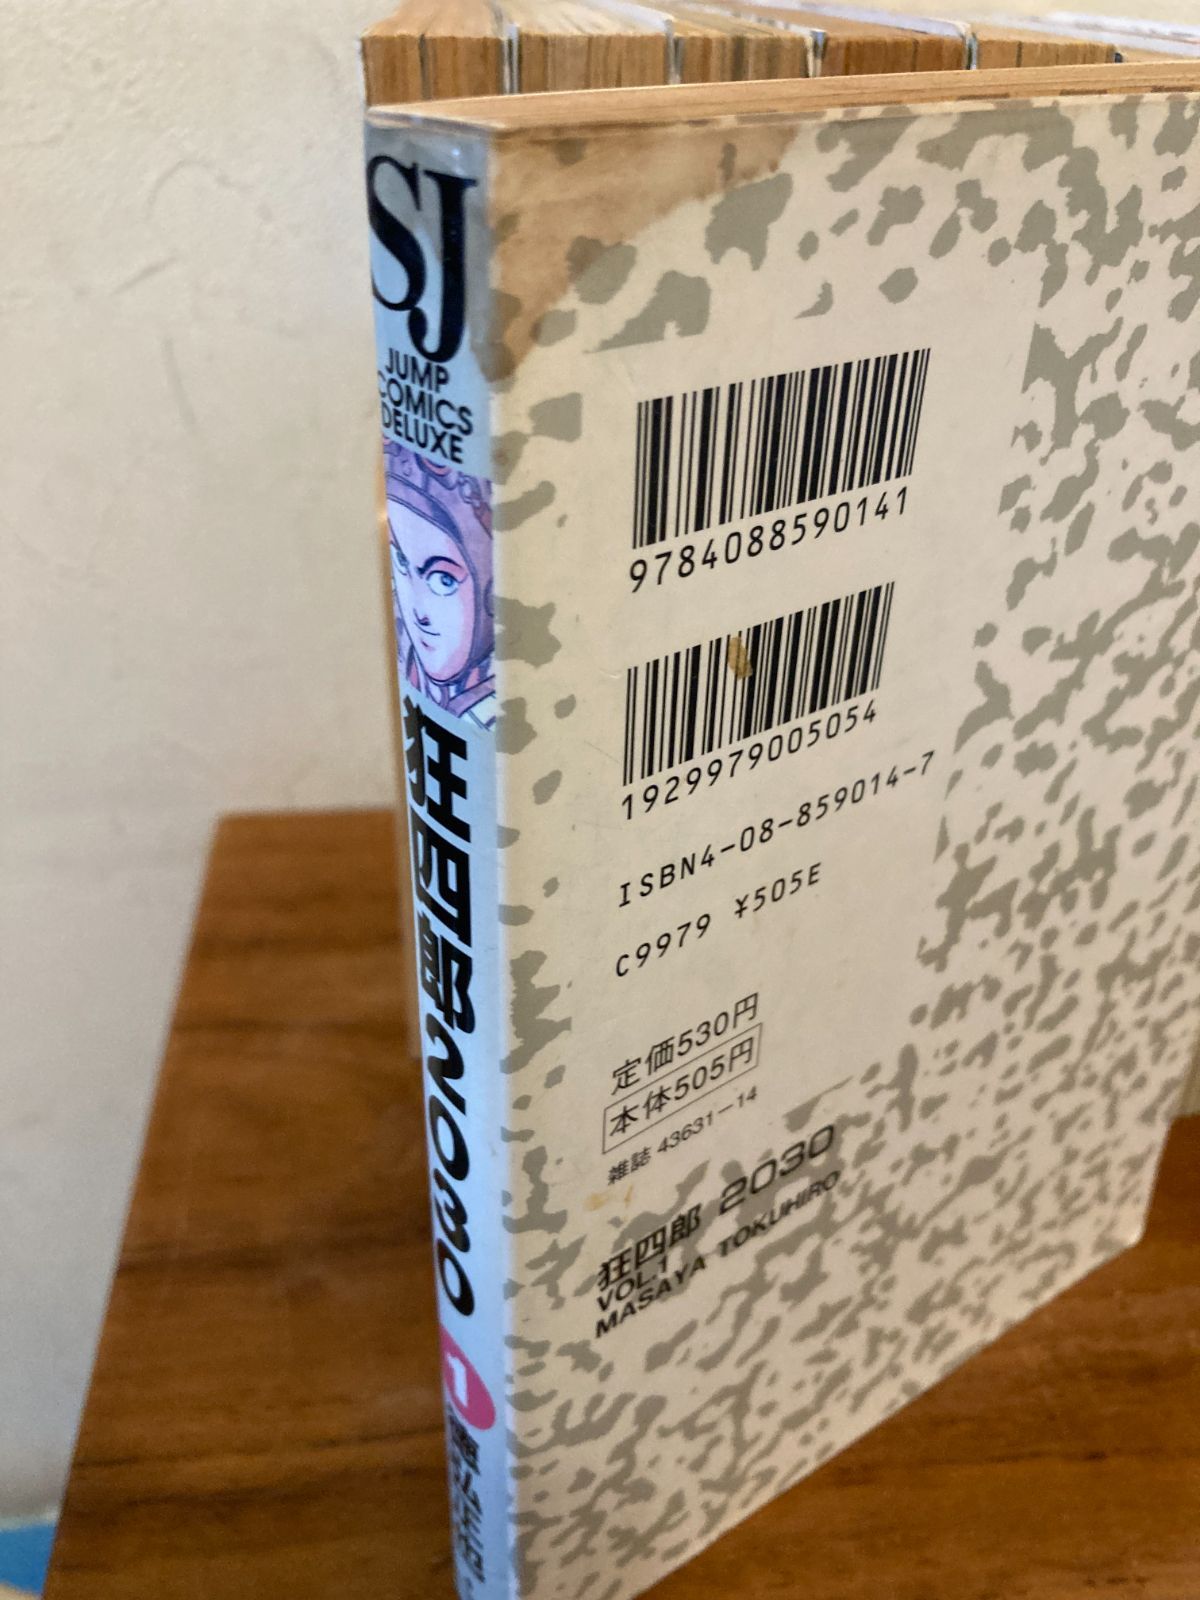 SJ
JUMP
COMICS
DELUXE
狂四郎2030
1
9784088590141
1929979005054
ISBN4-08-859014-7
C9979 ¥505E
定価530円
本体505円
雑誌 43631-14
狂四郎 2030
VOL.1
MASAYA TOKUHIRO